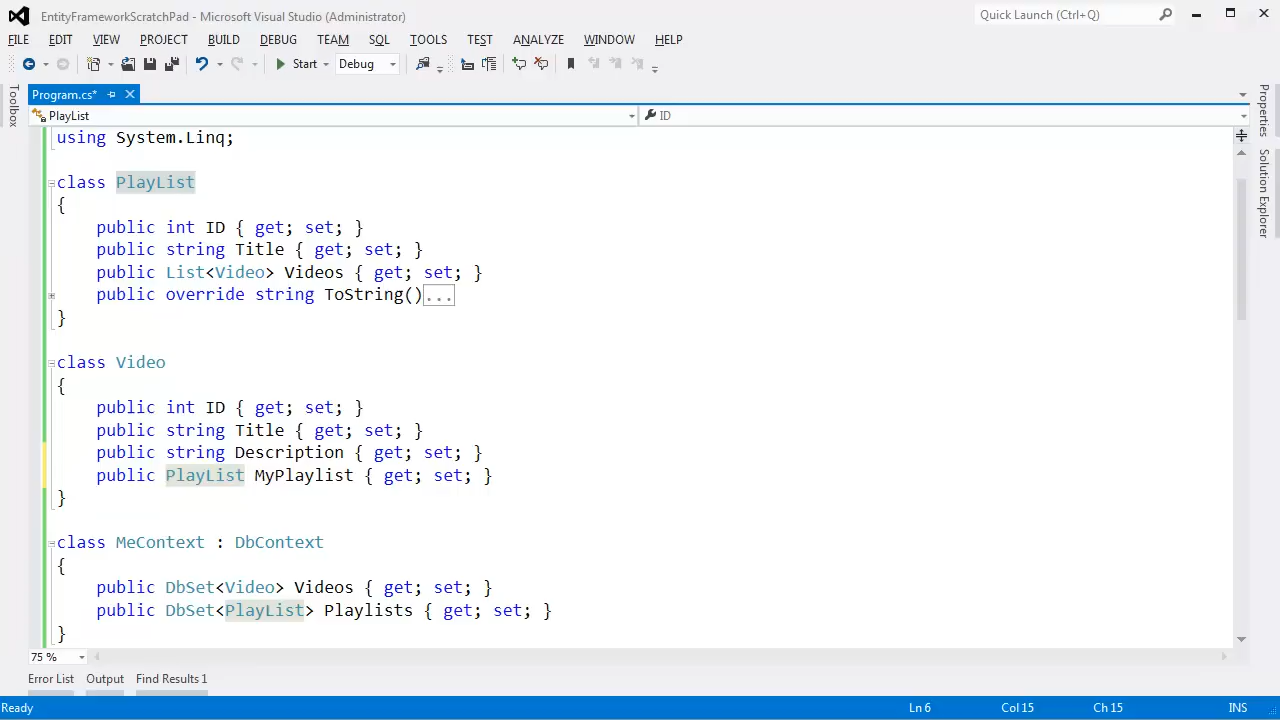 EntityFrameworkScratchPad - Microsoft Visual Studio (Administrator)
Quick Launch (Ctrl+Q)
FILE EDIT VIEW PROJECT BUILD DEBUG TEAM SQL TOOLS TEST ANALYZE WINDOW HELP
Start Debug
Toolbox
Program.cs*
PlayList
ID
Properties
Solution Explorer
using System.Linq;
class PlayList
{
public int ID { get; set; }
public string Title { get; set; }
public List<Video> Videos { get; set; }
public override string ToString()...
}
class Video
{
public int ID { get; set; }
public string Title { get; set; }
public string Description { get; set; }
public PlayList MyPlaylist { get; set; }
}
class MeContext : DbContext
{
public DbSet<Video> Videos { get; set; }
public DbSet<PlayList> Playlists { get; set; }
}
75 %
Error List Output Find Results 1
Ready Ln 6 Col 15 Ch 15 INS